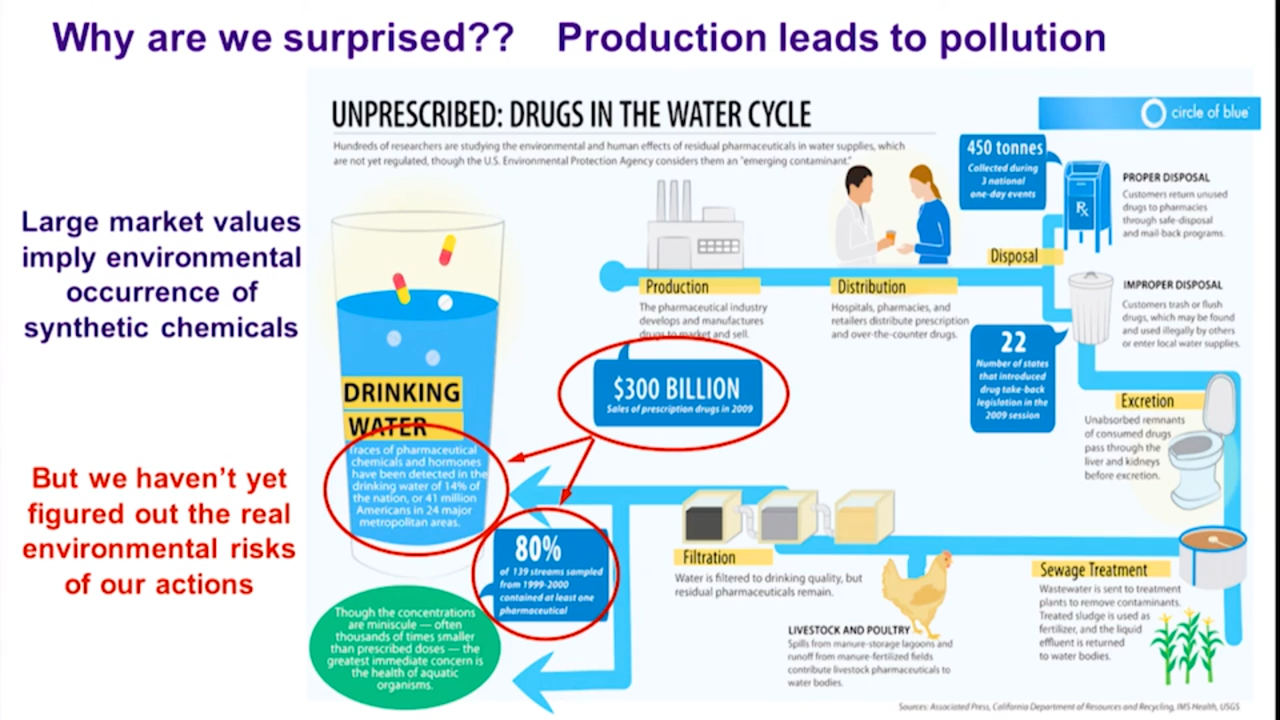 Why are we surprised?? Production leads to pollution
Large market values
imply environmental
occurrence of
synthetic chemicals
But we haven't yet
figured out the real
environmental risks
of our actions
UNPRESCRIBED: DRUGS IN THE WATER CYCLE
circle of blue
Hundreds of researchers are studying the environmental and human effects of residual pharmaceuticals in water supplies, which
are not yet regulated, though the U.S. Environmental Protection Agency considers them an "emerging contaminant."
450 tonnes
Collected during
3 national
one-day events
Rx
PROPER DISPOSAL
Customers return unused
drugs to pharmacies
through safe-disposal
and mail-back programs.
Disposal
Production
The pharmaceutical industry
develops and manufactures
drugs to market and sell.
Distribution
Hospitals, pharmacies, and
retailers distribute prescription
and over-the-counter drugs.
IMPROPER DISPOSAL
Customers trash or flush
drugs, which may be found
and used illegally by others
or enter local water supplies.
22
Number of states
that introduced
drug take-back
legislation in the
2009 session
$300 BILLION
Sales of prescription drugs in 2009
DRINKING
WATER
Traces of pharmaceutical
chemicals and hormones
have been detected in the
drinking water of 14% of
the nation, or 41 million
Americans in 24 major
metropolitan areas.
Excretion
Unabsorbed remnants
of consumed drugs
pass through the
liver and kidneys
before excretion.
80%
of 139 streams sampled
from 1999-2000
contained at least one
pharmaceutical
Filtration
Water is filtered to drinking quality, but
residual pharmaceuticals remain.
Sewage Treatment
Wastewater is sent to treatment
plants to remove contaminants.
Treated sludge is used as
fertilizer, and the liquid
effluent is returned
to water bodies.
LIVESTOCK AND POULTRY
Spills from manure-storage lagoons and
runoff from manure-fertilized fields
contribute livestock pharmaceuticals to
water bodies.
Though the concentrations
are miniscule — often
thousands of times smaller
than prescribed doses — the
greatest immediate concern is
the health of aquatic
organisms.
Sources: Associated Press, California Department of Resources and Recycling, IMS Health, USGS